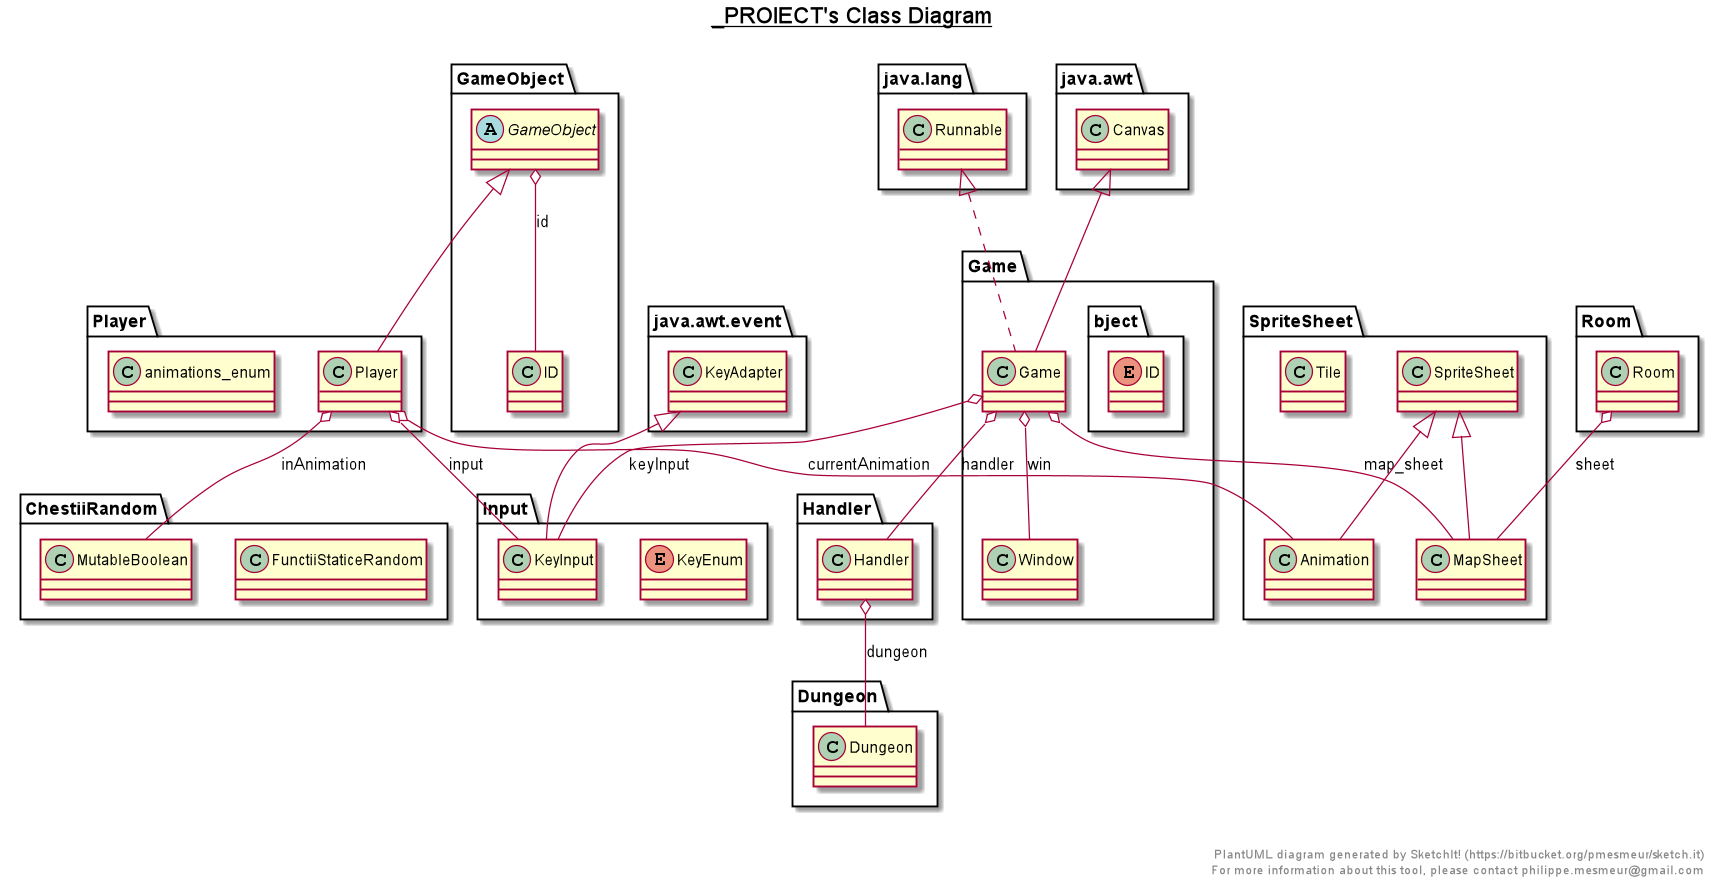 _PROIECT's Class Diagram
GameObject
java.lang
java.awt
A GameObject
C Runnable
C Canvas
id
Game
Player
java.awt.event
bject
SpriteSheet
Room
C animations_enum
C Player
C ID
C KeyAdapter
C Game
E ID
C Tile
C SpriteSheet
C Room
inAnimation
input
keyInput
currentAnimation
handler
win
map_sheet
sheet
ChestiiRandom
Input
Handler
C MutableBoolean
C FunctiiStaticeRandom
C KeyInput
E KeyEnum
C Handler
C Window
C Animation
C MapSheet
dungeon
Dungeon
C Dungeon
PlantUML diagram generated by SketchIt! (https://bitbucket.org/pmesmeur/sketch.it)
For more information about this tool, please contact philippe.mesmeur@gmail.com